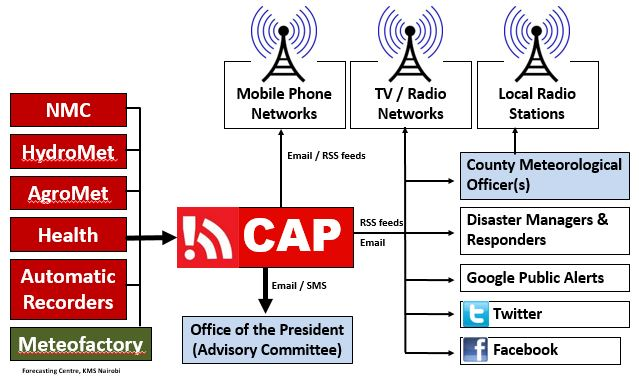 Mobile Phone
Networks
TV / Radio
Networks
Local Radio
Stations
NMC
HydroMet
AgroMet
Health
Automatic
Recorders
Meteofactory
Forecasting Centre, KMS Nairobi
Email / RSS feeds
CAP
RSS feeds
Email
Email / SMS
Office of the President
(Advisory Committee)
County Meteorological
Officer(s)
Disaster Managers &
Responders
Google Public Alerts
Twitter
Facebook